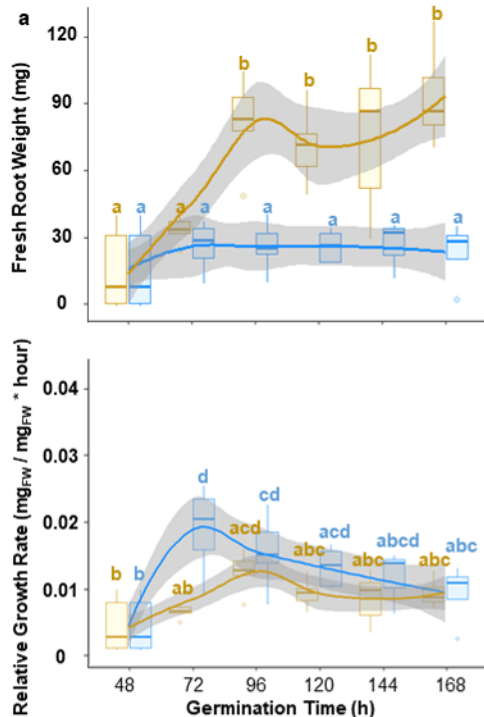 a
Fresh Root Weight (mg)
120
90
60
30
0
b
b
b
b
a a a a a a a a a
Relative Growth Rate (mgFW / mgFW * hour)
0.04
0.03
0.02
0.01
0
d
cd
acd acd
abc abcd
abc abc abc
b b ab
48 72 96 120 144 168
Germination Time (h)